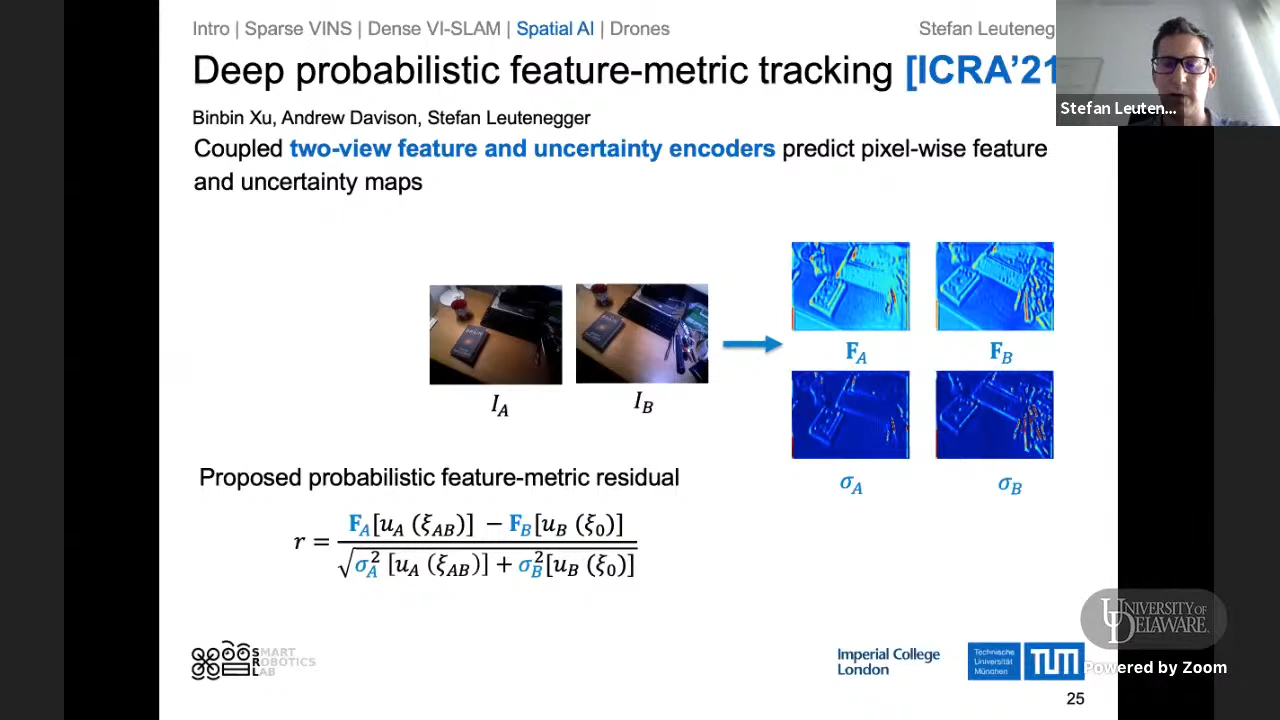 Intro | Sparse VINS | Dense VI-SLAM | Spatial AI | Drones
Stefan Leuteneg
Deep probabilistic feature-metric tracking [ICRA'21
Stefan Leuten...
Binbin Xu, Andrew Davison, Stefan Leutenegger
Coupled two-view feature and uncertainty encoders predict pixel-wise feature
and uncertainty maps
F_A
F_B
I_A
I_B
σ_A
σ_B
Proposed probabilistic feature-metric residual
r = F_A[u_A (ξ_AB)] − F_B[u_B (ξ_0)] / √σ_A^2 [u_A (ξ_AB)] + σ_B^2[u_B (ξ_0)]
UNIVERSITY OF
DELAWARE
SMART
ROBOTICS
LAB
Imperial College
London
Technische
Universität
München
TUM
Powered by Zoom
25